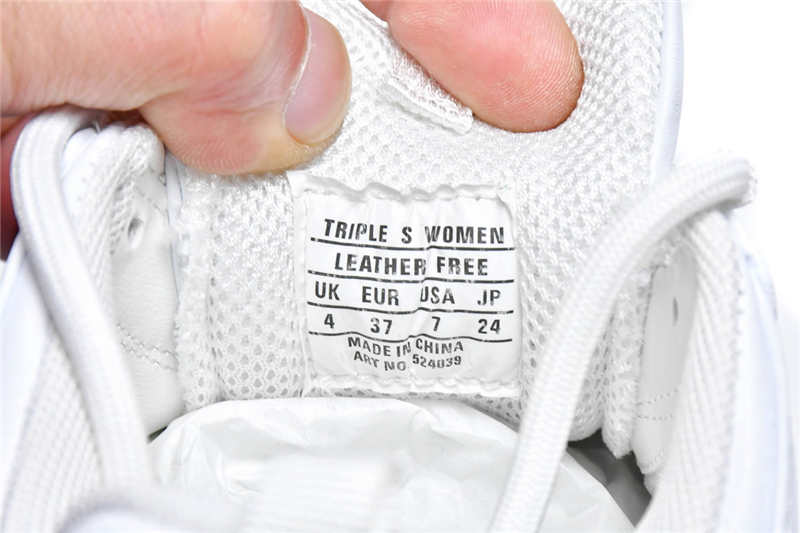 TRIPLE S WOMEN
LEATHER FREE
UK EUR USA JP
4 37 7 24
MADE IN CHINA
ART NO 524039